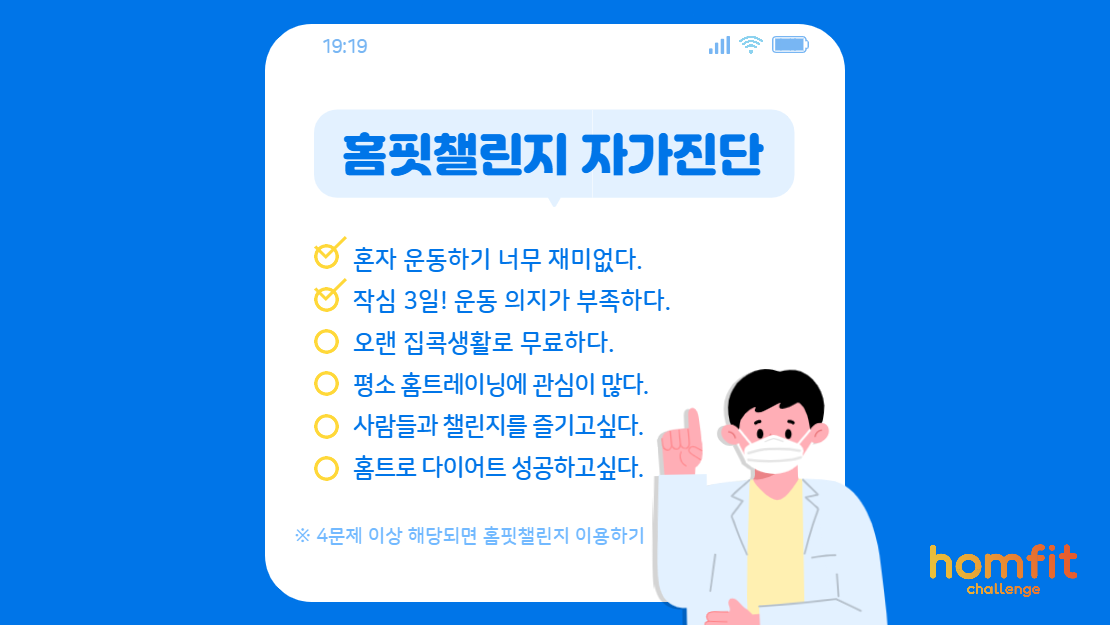 19:19
홈핏챌린지 자가진단
혼자 운동하기 너무 재미없다.
작심 3일! 운동 의지가 부족하다.
오랜 집콕생활로 무료하다.
평소 홈트레이닝에 관심이 많다.
사람들과 챌린지를 즐기고싶다.
홈트로 다이어트 성공하고싶다.
※ 4문제 이상 해당되면 홈핏챌린지 이용하기
homfit
challenge